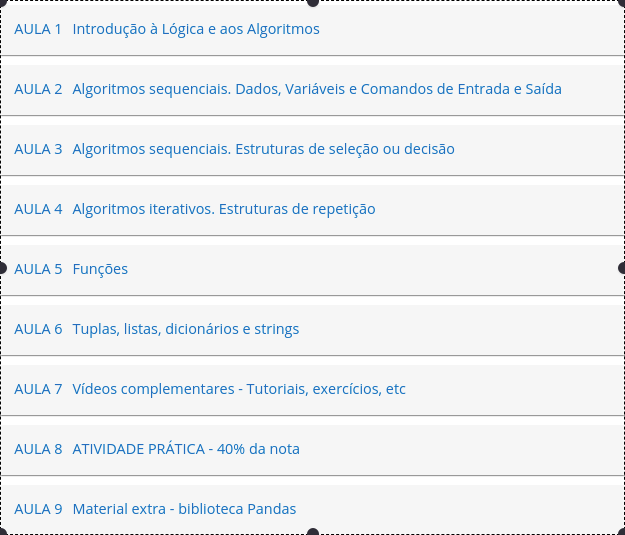 AULA 1 Introdução à Lógica e aos Algoritmos
AULA 2 Algoritmos sequenciais. Dados, Variáveis e Comandos de Entrada e Saída
AULA 3 Algoritmos sequenciais. Estruturas de seleção ou decisão
AULA 4 Algoritmos iterativos. Estruturas de repetição
AULA 5 Funções
AULA 6 Tuplas, listas, dicionários e strings
AULA 7 Vídeos complementares - Tutoriais, exercícios, etc
AULA 8 ATIVIDADE PRÁTICA - 40% da nota
AULA 9 Material extra - biblioteca Pandas